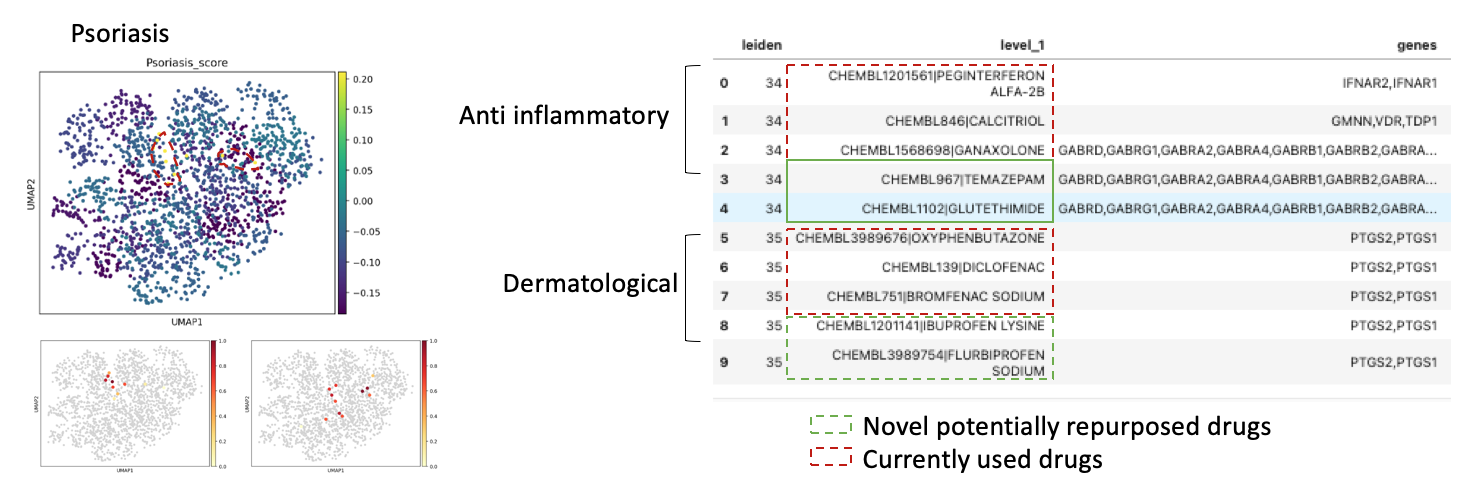 Psoriasis
Psoriasis_score
UMAP2
UMAP1
0.20
0.15
0.10
0.05
0.00
−0.05
−0.10
−0.15
UMAP2
UMAP1
1.0
0.8
0.6
0.4
0.2
0.0
UMAP2
UMAP1
1.0
0.8
0.6
0.4
0.2
0.0
Anti inflammatory
Dermatological
leiden level_1 genes
0 34 CHEMBL1201561|PEGINTERFERON
ALFA-2B IFNAR2,IFNAR1
1 34 CHEMBL846|CALCITRIOL GMNN,VDR,TDP1
2 34 CHEMBL1568698|GANAXOLONE GABRD,GABRG1,GABRA2,GABRA4,GABRB1,GABRB2,GABRA...
3 34 CHEMBL967|TEMAZEPAM GABRD,GABRG1,GABRA2,GABRA4,GABRB1,GABRB2,GABRA...
4 34 CHEMBL1102|GLUTETHIMIDE GABRD,GABRG1,GABRA2,GABRA4,GABRB1,GABRB2,GABRA...
5 35 CHEMBL3989676|OXYPHENBUTAZONE PTGS2,PTGS1
6 35 CHEMBL139|DICLOFENAC PTGS2,PTGS1
7 35 CHEMBL751|BROMFENAC SODIUM PTGS2,PTGS1
8 35 CHEMBL1201141|IBUPROFEN LYSINE PTGS2,PTGS1
9 35 CHEMBL3989754|FLURBIPROFEN
SODIUM PTGS2,PTGS1
Novel potentially repurposed drugs
Currently used drugs